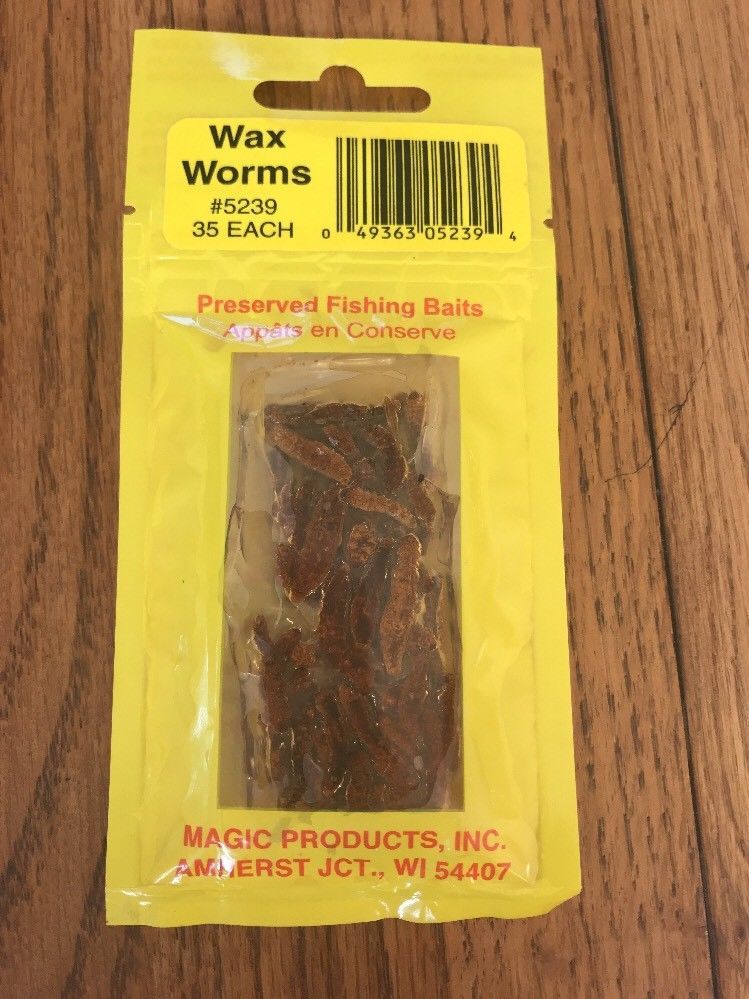 Wax
Worms
#5239
35 EACH
0 49363 05239 4
Preserved Fishing Baits
Appâts en Conserve
MAGIC PRODUCTS, INC.
AMHERST JCT., WI 54407